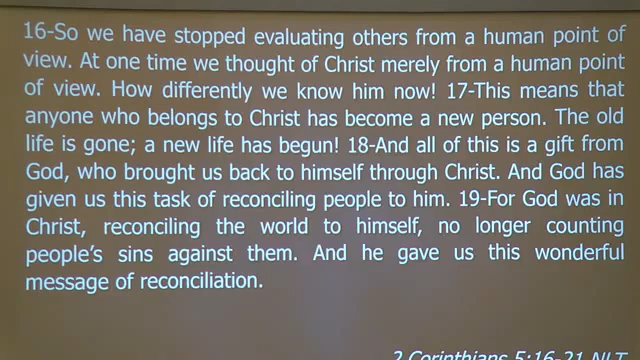 16-So we have stopped evaluating others from a human point of
view. At one time we thought of Christ merely from a human point
of view. How differently we know him now! 17-This means that
anyone who belongs to Christ has become a new person. The old
life is gone; a new life has begun! 18-And all of this is a gift from
God, who brought us back to himself through Christ. And God has
given us this task of reconciling people to him. 19-For God was in
Christ, reconciling the world to himself, no longer counting
people's sins against them. And he gave us this wonderful
message of reconciliation.
2 Corinthians 5:16-21 NLT